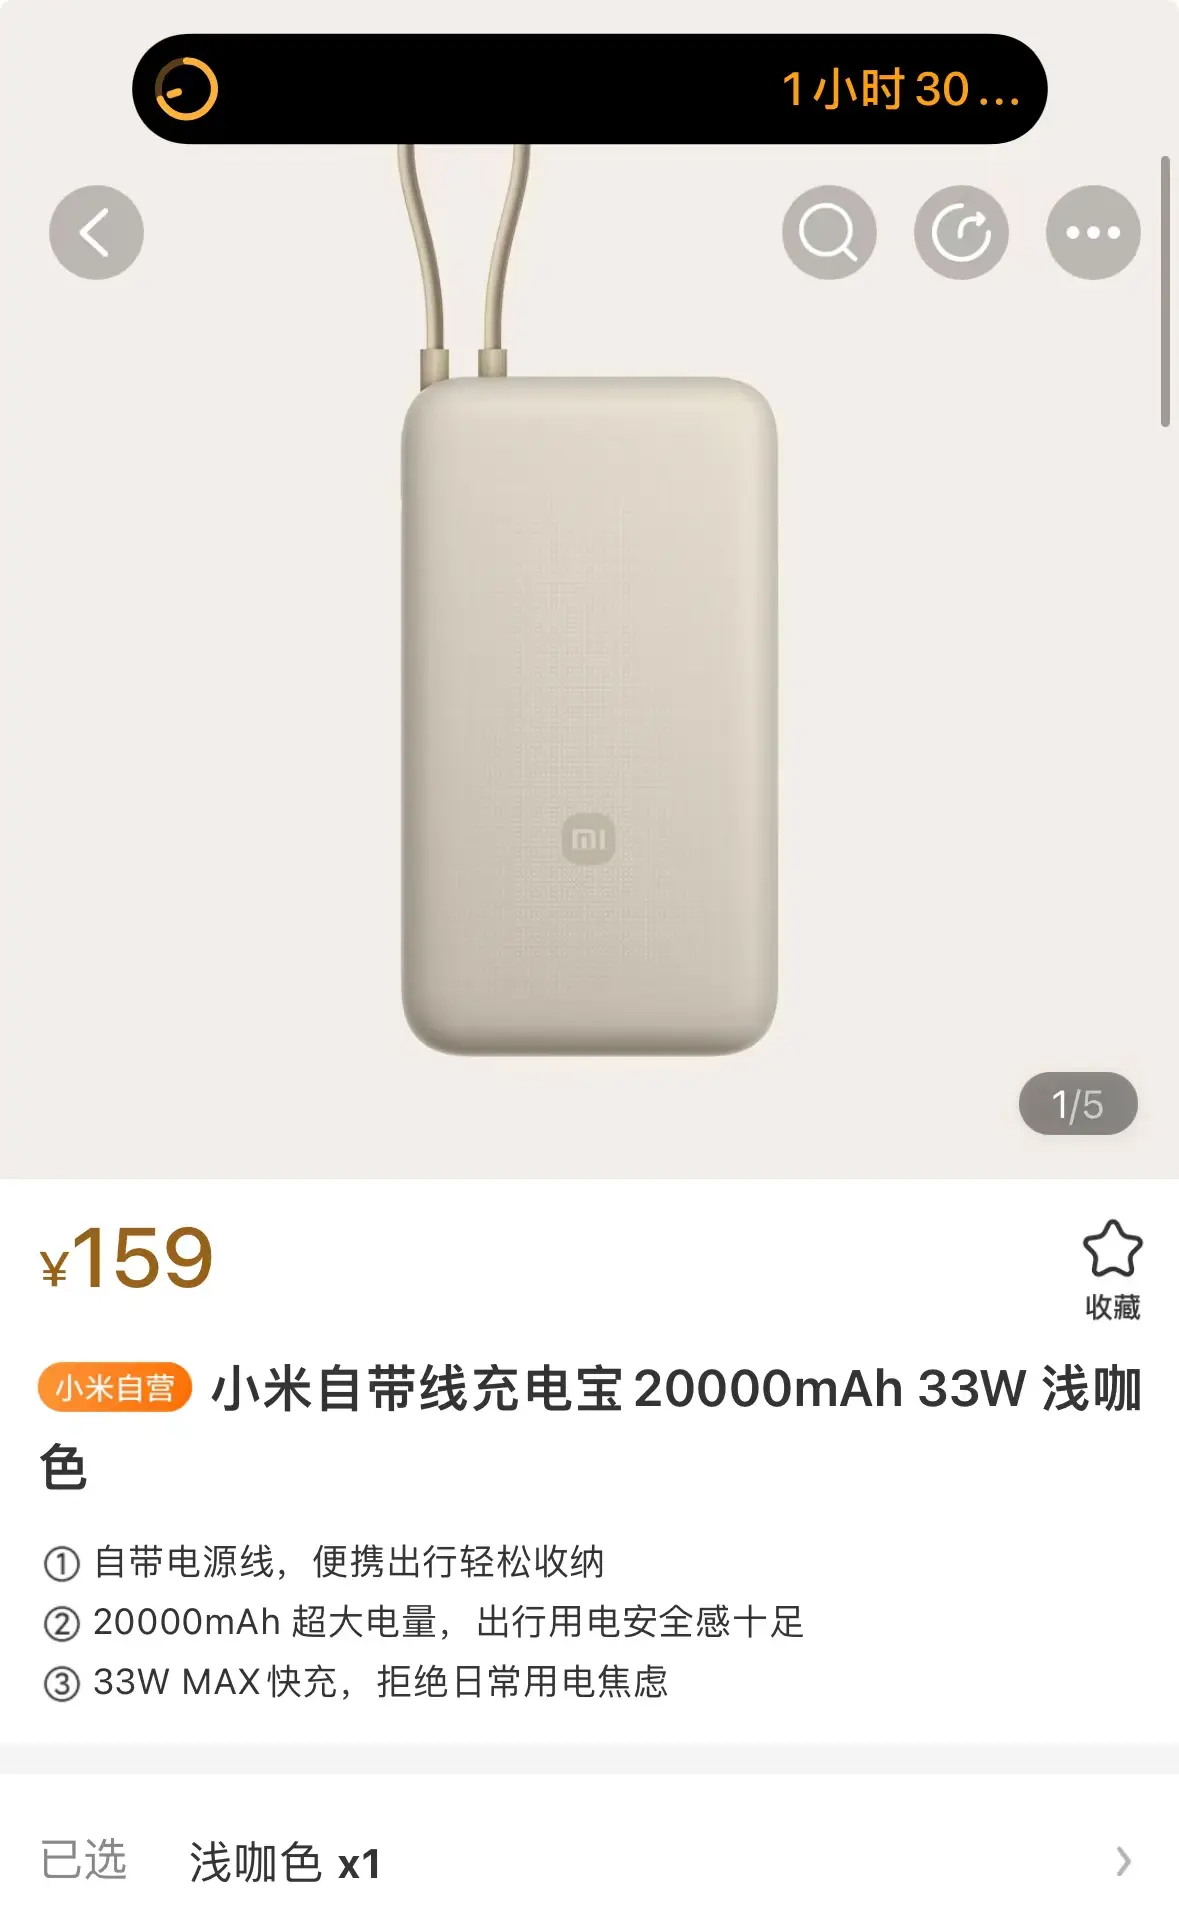 1小时30...
mi
1/5
¥159
收藏
小米自营 小米自带线充电宝20000mAh 33W 浅咖
色
① 自带电源线，便携出行轻松收纳
② 20000mAh 超大电量，出行用电安全感十足
③ 33W MAX快充，拒绝日常用电焦虑
已选 浅咖色 x1